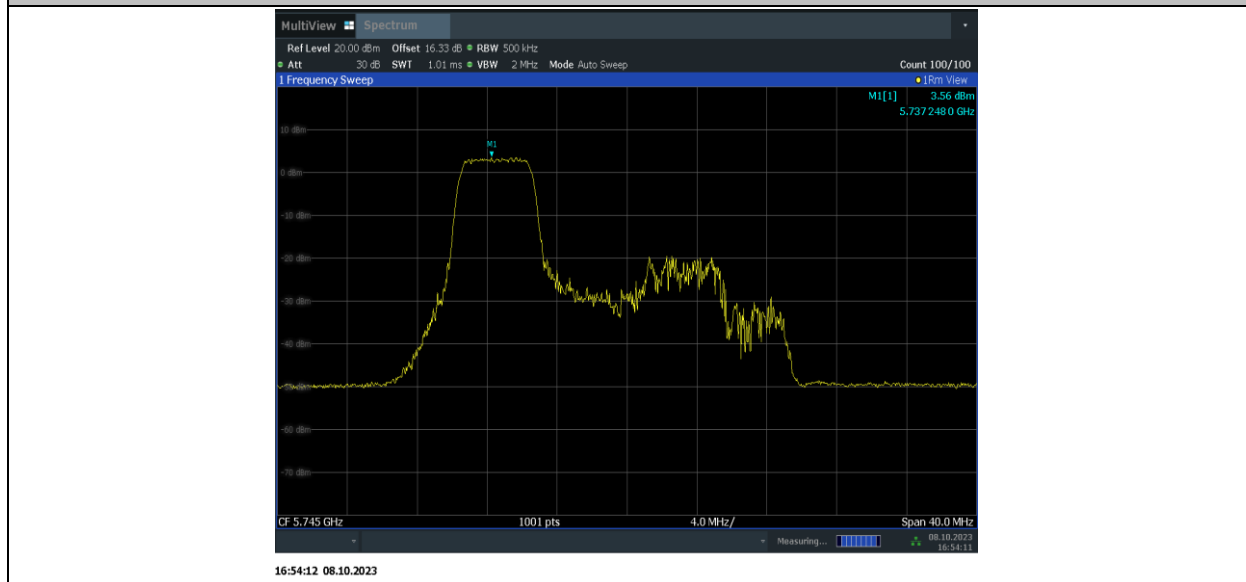 MultiView Spectrum
Ref Level 20.00 dBm Offset 16.33 dB RBW 500 kHz
Att 30 dB SWT 1.01 ms VBW 2 MHz Mode Auto Sweep Count 100/100
1 Frequency Sweep 1Rm View
M1[1] 3.56 dBm
5.737 248 0 GHz
10 dBm
M1
0 dBm
-10 dBm
-20 dBm
-30 dBm
-40 dBm
-60 dBm
-70 dBm
CF 5.745 GHz 1001 pts 4.0 MHz/ Span 40.0 MHz
Measuring... 08.10.2023
16:54:11
16:54:12 08.10.2023